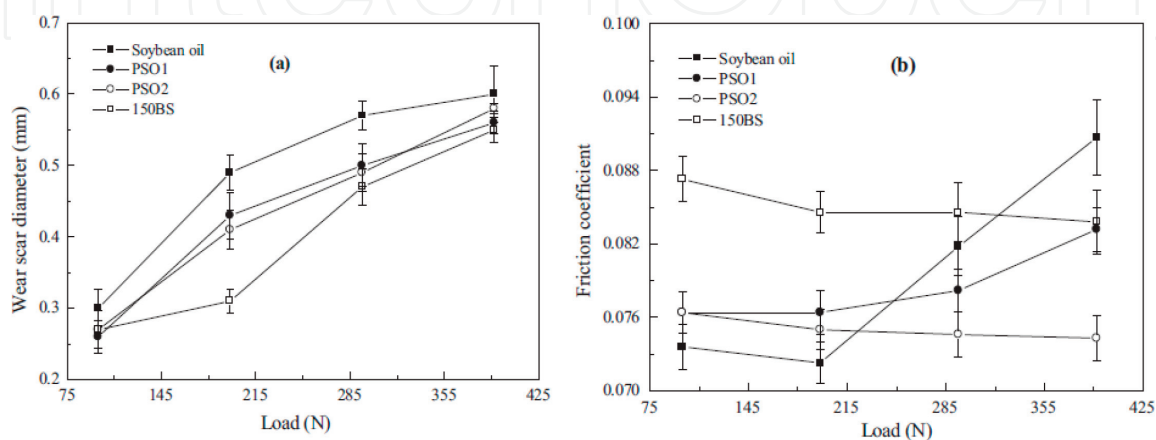 0.7
0.6
0.5
0.4
0.3
0.2
Wear scar diameter (mm)
Soybean oil
PSO1
PSO2
150BS
(a)
75 145 215 285 355 425
Load (N)
0.100
0.094
0.088
0.082
0.076
0.070
Friction coefficient
Soybean oil
PSO1
PSO2
150BS
(b)
75 145 215 285 355 425
Load (N)